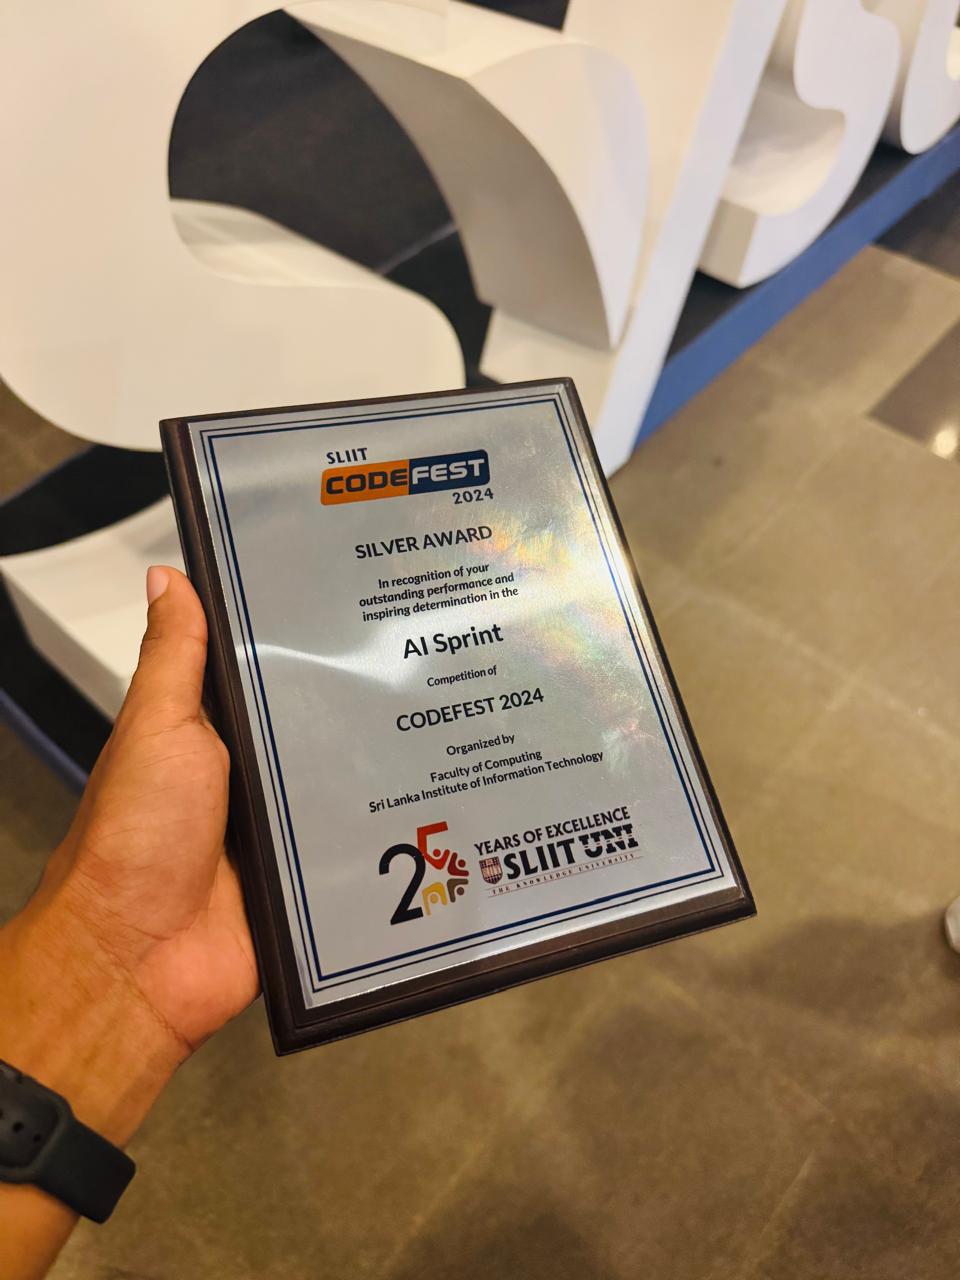 SLIIT
CODEFEST
2024
SILVER AWARD
In recognition of your
outstanding performance and
inspiring determination in the
AI Sprint
Competition of
CODEFEST 2024
Organized by
Faculty of Computing
Sri Lanka Institute of Information Technology
25 YEARS OF EXCELLENCE
SLIIT UNI
THE KNOWLEDGE UNIVERSITY